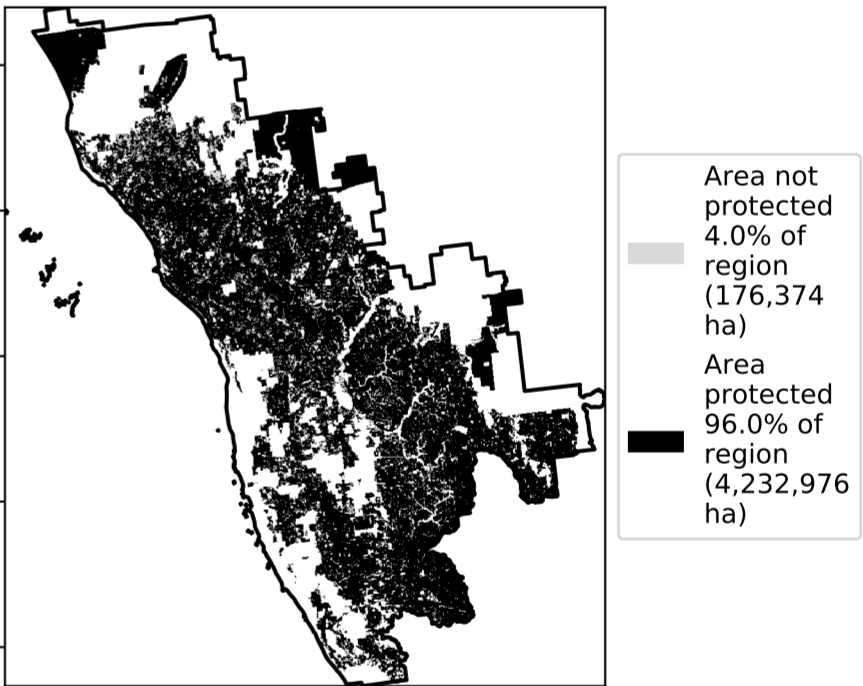 Area not
protected
4.0% of
region
(176,374
ha)
Area
protected
96.0% of
region
(4,232,976
ha)